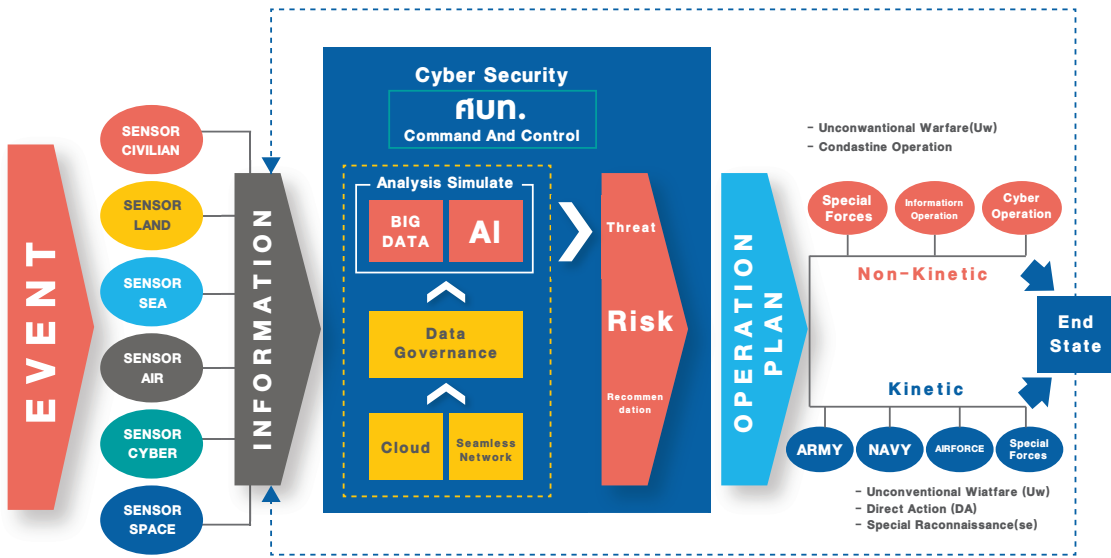 EVENT
SENSOR
CIVILIAN
SENSOR
LAND
SENSOR
SEA
SENSOR
AIR
SENSOR
CYBER
SENSOR
SPACE
INFORMATION
Cyber Security
กิUก.
Command And Control
Analysis Simulate
BIG
DATA
AI
Data
Governance
Cloud
Seamless
Network
Threat
Risk
Recommen
dation
OPERATION
PLAN
- Unconwantional Warfare(Uw)
- Condastine Operation
Special
Forces
Informatiorn
Operation
Cyber
Operation
Non-Kinetic
End
State
Kinetic
ARMY
NAVY
AIRFORCE
Special
Forces
- Unconventional Wiatfare (Uw)
- Direct Action (DA)
- Special Raconnaissance(se)